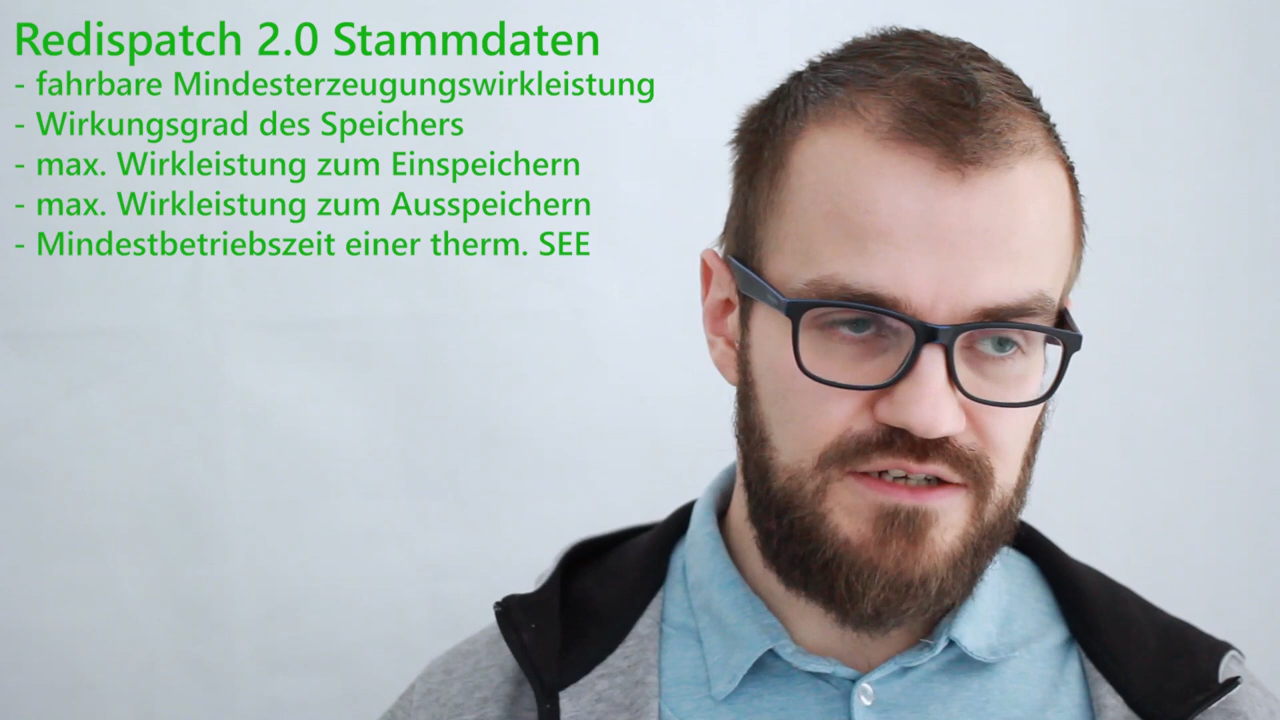 Redispatch 2.0 Stammdaten
- fahrbare Mindesterzeugungswirkleistung
- Wirkungsgrad des Speichers
- max. Wirkleistung zum Einspeichern
- max. Wirkleistung zum Ausspeichern
- Mindestbetriebszeit einer therm. SEE